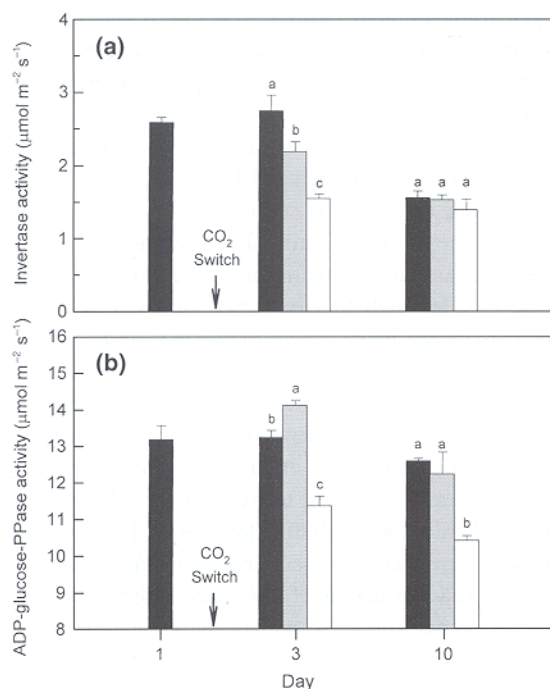 4
(a)
a
3
b
2
c
a a a
1
CO₂
Switch
0
Invertase activity (μmol m⁻² s⁻¹)
16
15
(b)
a
14
b
13
a a
12
c
11
b
10
CO₂
Switch
9
8
ADP-glucose-PPase activity (μmol m⁻² s⁻¹)
1 3 10
Day